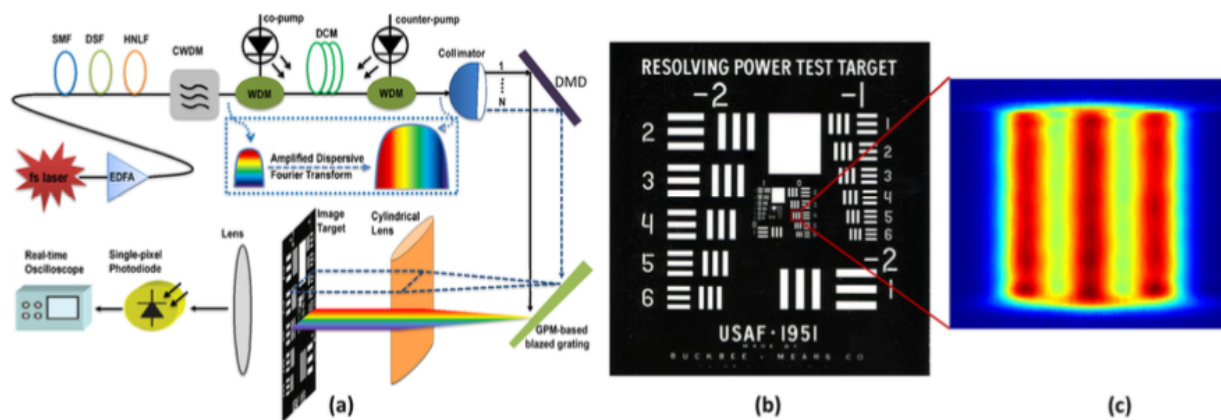 co-pump
counter-pump
SMF DSF HNLF
CWDM
DCM
Collimator
WDM
WDM
1
N
DMD
fs laser
EDFA
Amplified Dispersive
Fourier Transform
Image
Target
Cylindrical
Lens
Lens
Real-time
Oscilloscope
Single-pixel
Photodiode
GPM-based
blazed grating
(a)
RESOLVING POWER TEST TARGET
-2
-1
2
3
4
5
6
1
2
3
4
5
6
-2
1
USAF · 1951
MADE BY
BUCKBEE - MEARS CO.
(b)
(c)